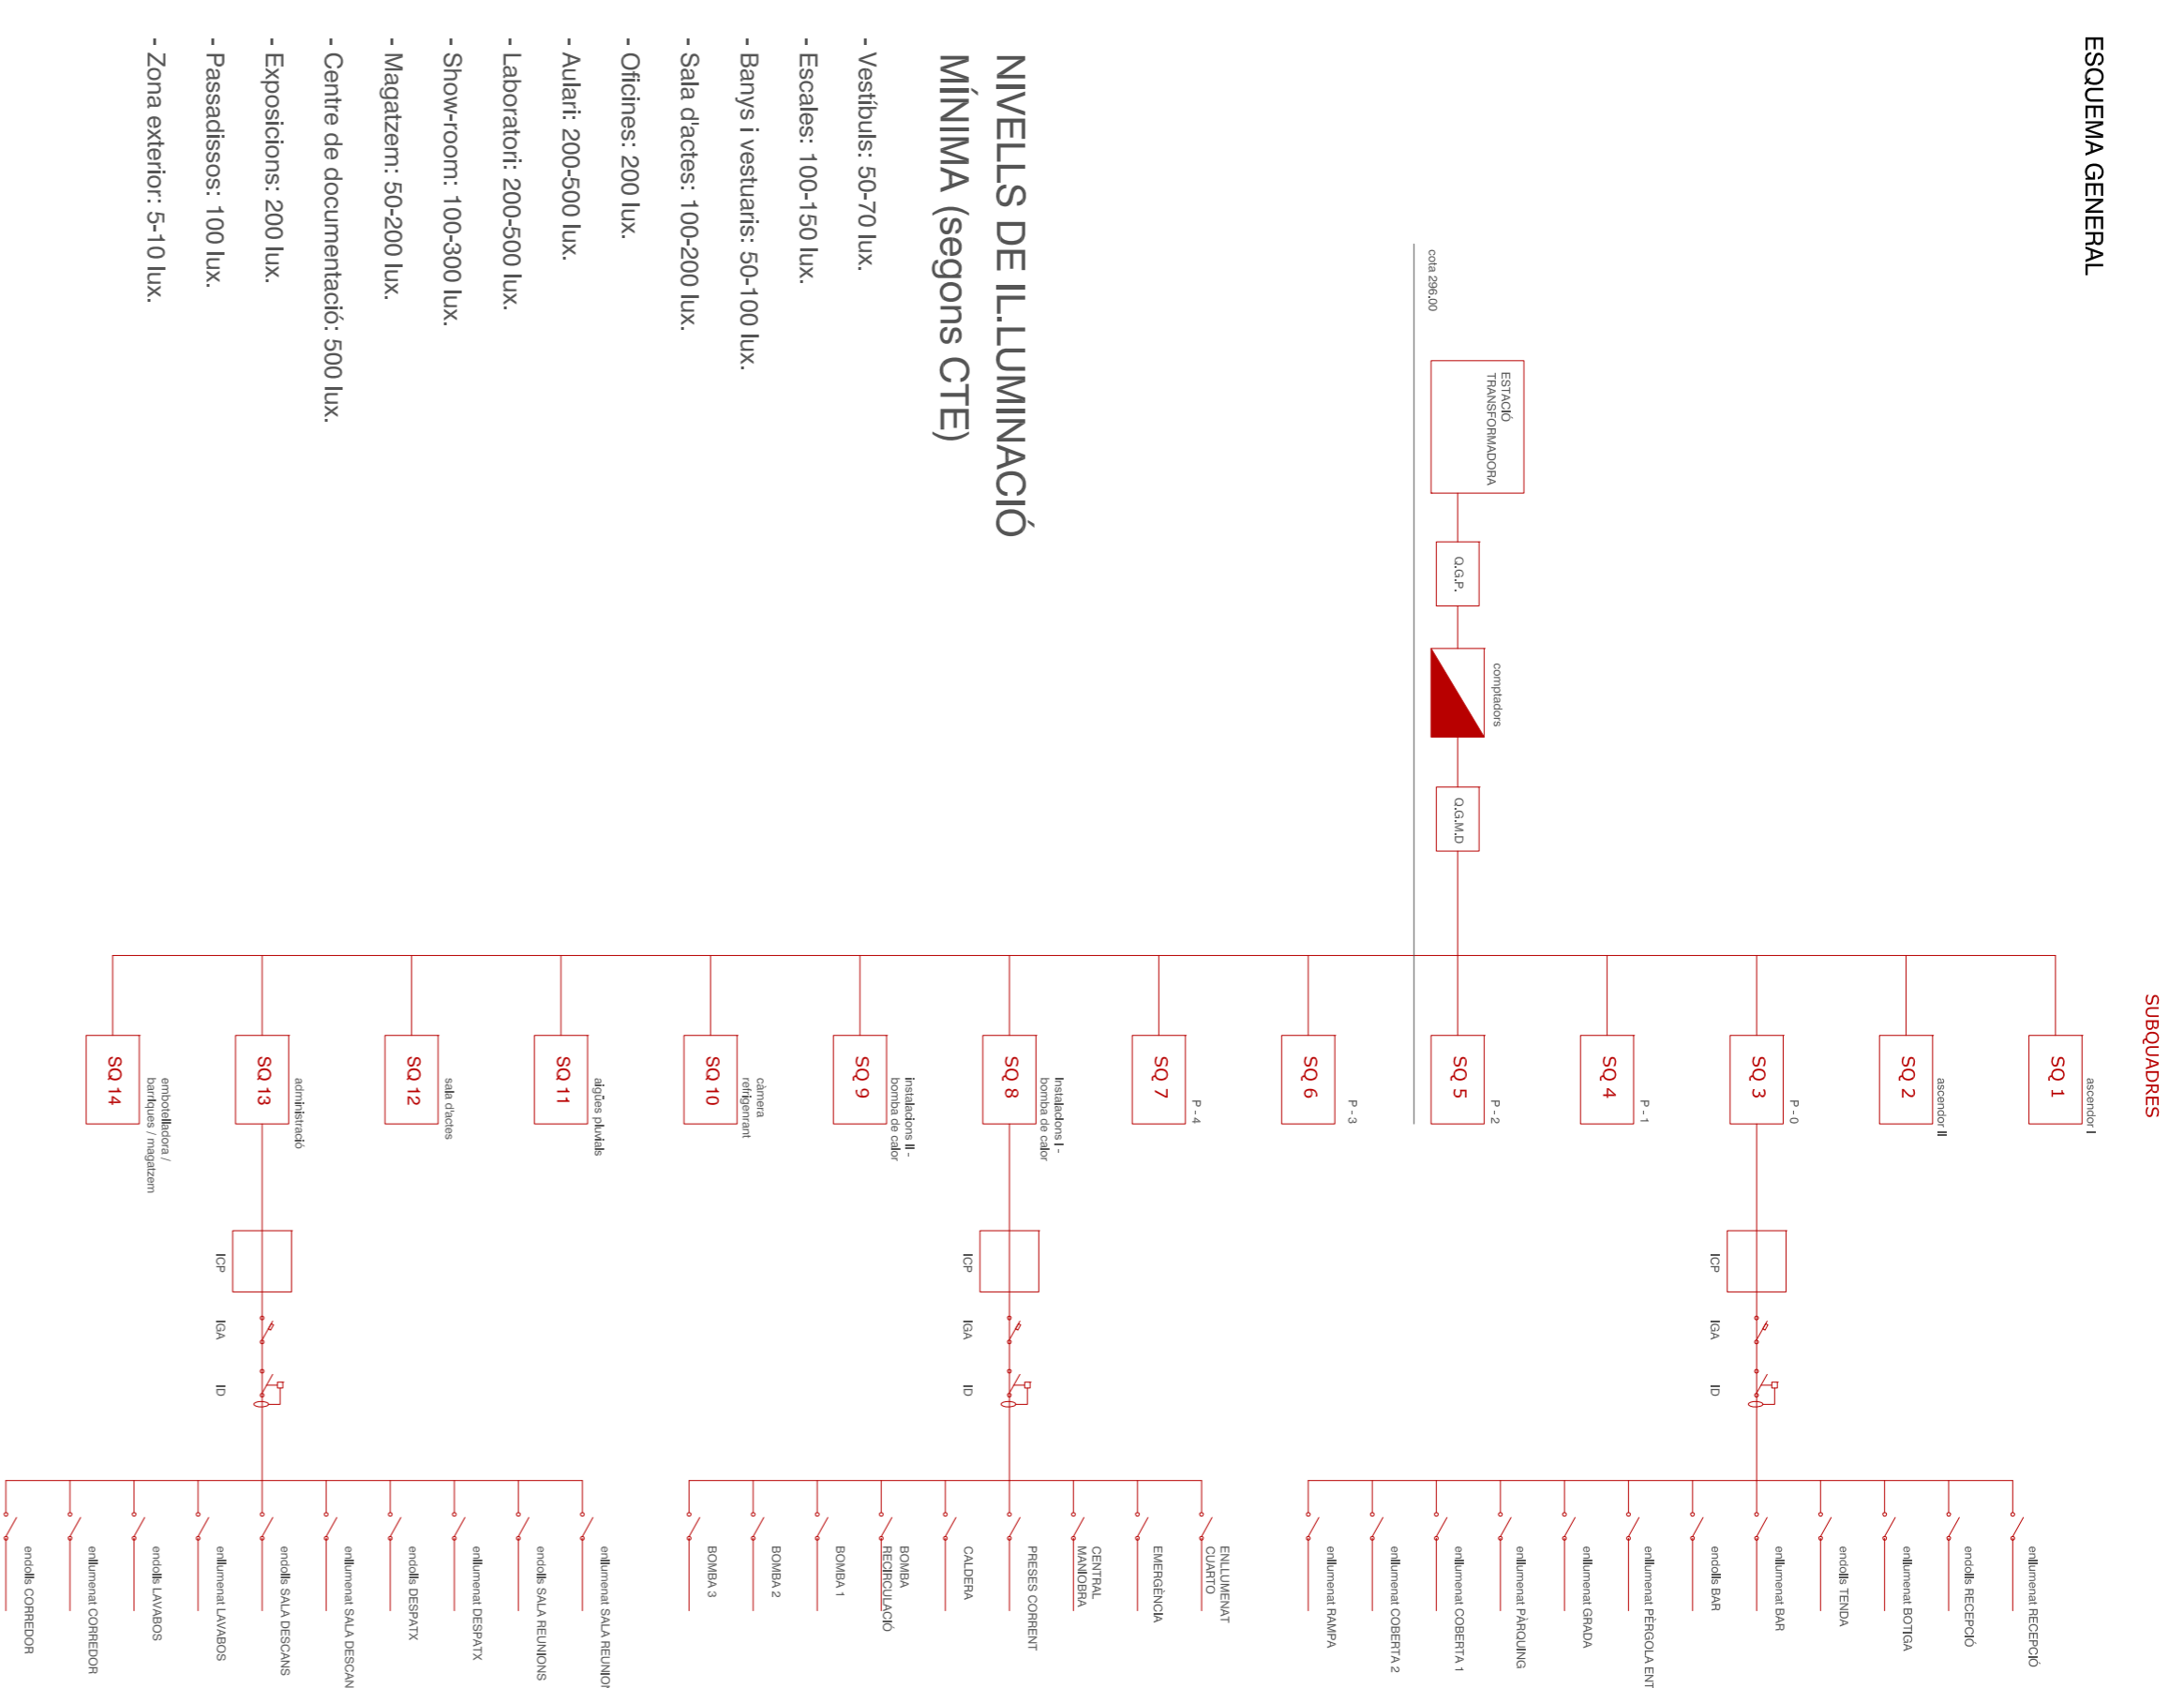 ESQUEMA GENERAL
SUBQUADRES
ascendor I
SQ 1
ascendor II
SQ 2
P - 0
SQ 3
P - 1
SQ 4
P - 2
SQ 5
P - 3
SQ 6
P - 4
SQ 7
Instalacions I -
bomba de calor
SQ 8
instalacions II -
bomba de calor
SQ 9
càmera
refrigenrant
SQ 10
aigües pluvials
SQ 11
sala d'actes
SQ 12
administració
SQ 13
embotelladora /
barriques / magatzem
SQ 14
cota 296.00
ESTACIÓ
TRANSFORMADORA
Q.G.P.
comptadors
Q.G.M.D
ICP
IGA
ID
enllumenat RECEPCIÓ
endolls RECEPCIÓ
enllumenat BOTIGA
endolls TENDA
enllumenat BAR
endolls BAR
enllumenat PÈRGOLA ENT
enllumenat GRADA
enllumenat PÀRQUING
enllumenat COBERTA 1
enllumenat COBERTA 2
enllumenat RAMPA
ICP
IGA
ID
ENLLUMENAT
CUARTO
EMERGÈNCIA
CENTRAL
MANIOBRA
PRESES CORRENT
CALDERA
BOMBA
RECIRCULACIÓ
BOMBA 1
BOMBA 2
BOMBA 3
ICP
IGA
ID
enllumenat SALA REUNION
endolls SALA REUNIONS
enllumenat DESPATX
endolls DESPATX
enllumenat SALA DESCAN
endolls SALA DESCANS
enllumenat LAVABOS
endolls LAVABOS
enllumenat CORREDOR
endolls CORREDOR
NIVELLS DE IL.LUMINACIÓ
MÍNIMA (segons CTE)
- Vestíbuls: 50-70 lux.
- Escales: 100-150 lux.
- Banys i vestuaris: 50-100 lux.
- Sala d'actes: 100-200 lux.
- Oficines: 200 lux.
- Aulari: 200-500 lux.
- Laboratori: 200-500 lux.
- Show-room: 100-300 lux.
- Magatzem: 50-200 lux.
- Centre de documentació: 500 lux.
- Exposicions: 200 lux.
- Passadissos: 100 lux.
- Zona exterior: 5-10 lux.